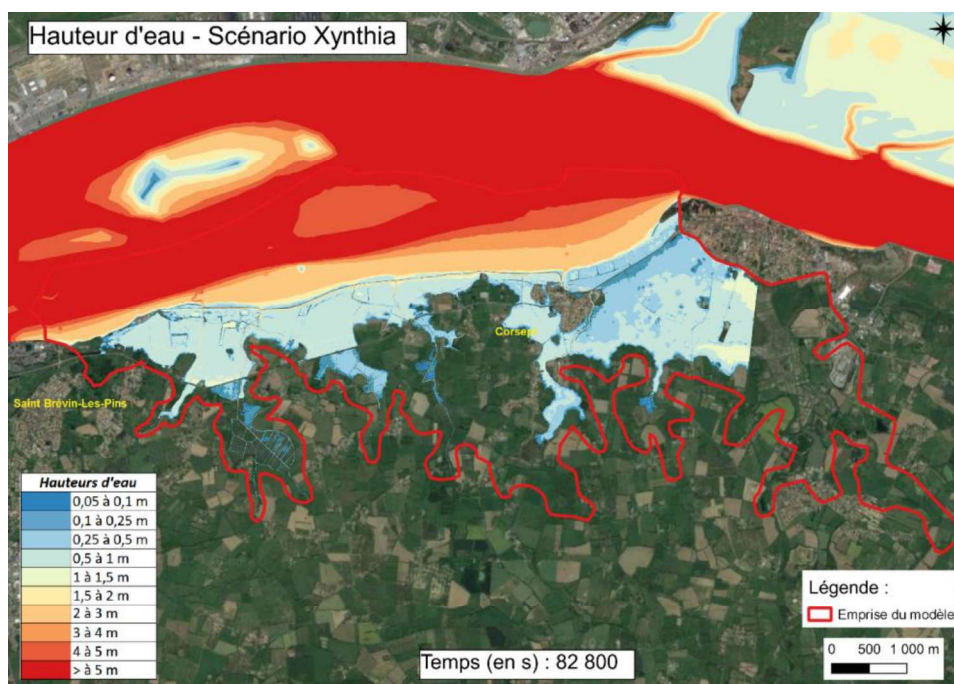 Hauteur d'eau - Scénario Xynthia
Corsept
Saint Brévin-Les-Pins
Hauteurs d'eau
0,05 à 0,1 m
0,1 à 0,25 m
0,25 à 0,5 m
0,5 à 1 m
1 à 1,5 m
1,5 à 2 m
2 à 3 m
3 à 4 m
4 à 5 m
> à 5 m
Temps (en s) : 82 800
Légende :
Emprise du modèle
0 500 1 000 m